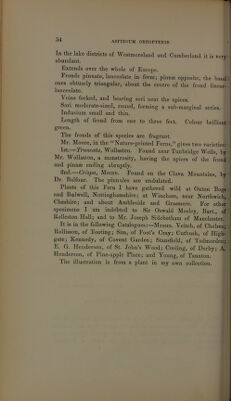 54 ASPIDIUM OREOPTERIS.
In the lake districts of Westmoreland and Cumberland it is very
abundant.
Extends over the whole of Europe.
Fronds pinnate, lanceolate in form; pinnæ opposite, the basal
ones obtusely triangular, about the centre of the frond linear-
lanceolate.
Veins forked, and bearing sori near the apices.
Sori moderate-sized, round, forming a sub-marginal series.
Indusium small and thin.
Length of frond from one to three feet. Colour brilliant
green.
The fronds of this species are fragrant.
Mr. Moore, in the "Nature-printed Ferns," gives two varieties:
1st.—Truncata, Wollaston. Found near Tunbridge Wells, by
Mr. Wollaston, a monstrosity, having the apices of the frond
and pinnæ ending abruptly.
2nd.—Crispa, Moore. Found on the Clova Mountains, by
Dr. Balfour. The pinnules are undulated.
Plants of this Fern I have gathered wild at Oxton Bogs
and Bulwell, Nottinghamshire; at Wincham, near Northwich,
Cheshire; and about Ambleside and Grasmere. For other
specimens I am indebted to Sir Oswald Mosley, Bart., of
Rolleston Hall; and to Mr. Joseph Sidebotham of Manchester.
It is in the following Catalogues:—Messrs. Veitch, of Chelsea;
Rollisson, of Tooting; Sim, of Foot's Cray; Cutbush, of High-
gate; Kennedy, of Covent Garden; Stansfield, of Todmorden;
E. G. Henderson, of St. John's Wood; Cooling, of Derby; A.
Henderson, of Pine-apple Place; and Young, of Taunton.
The illustration is from a plant in my own collection.